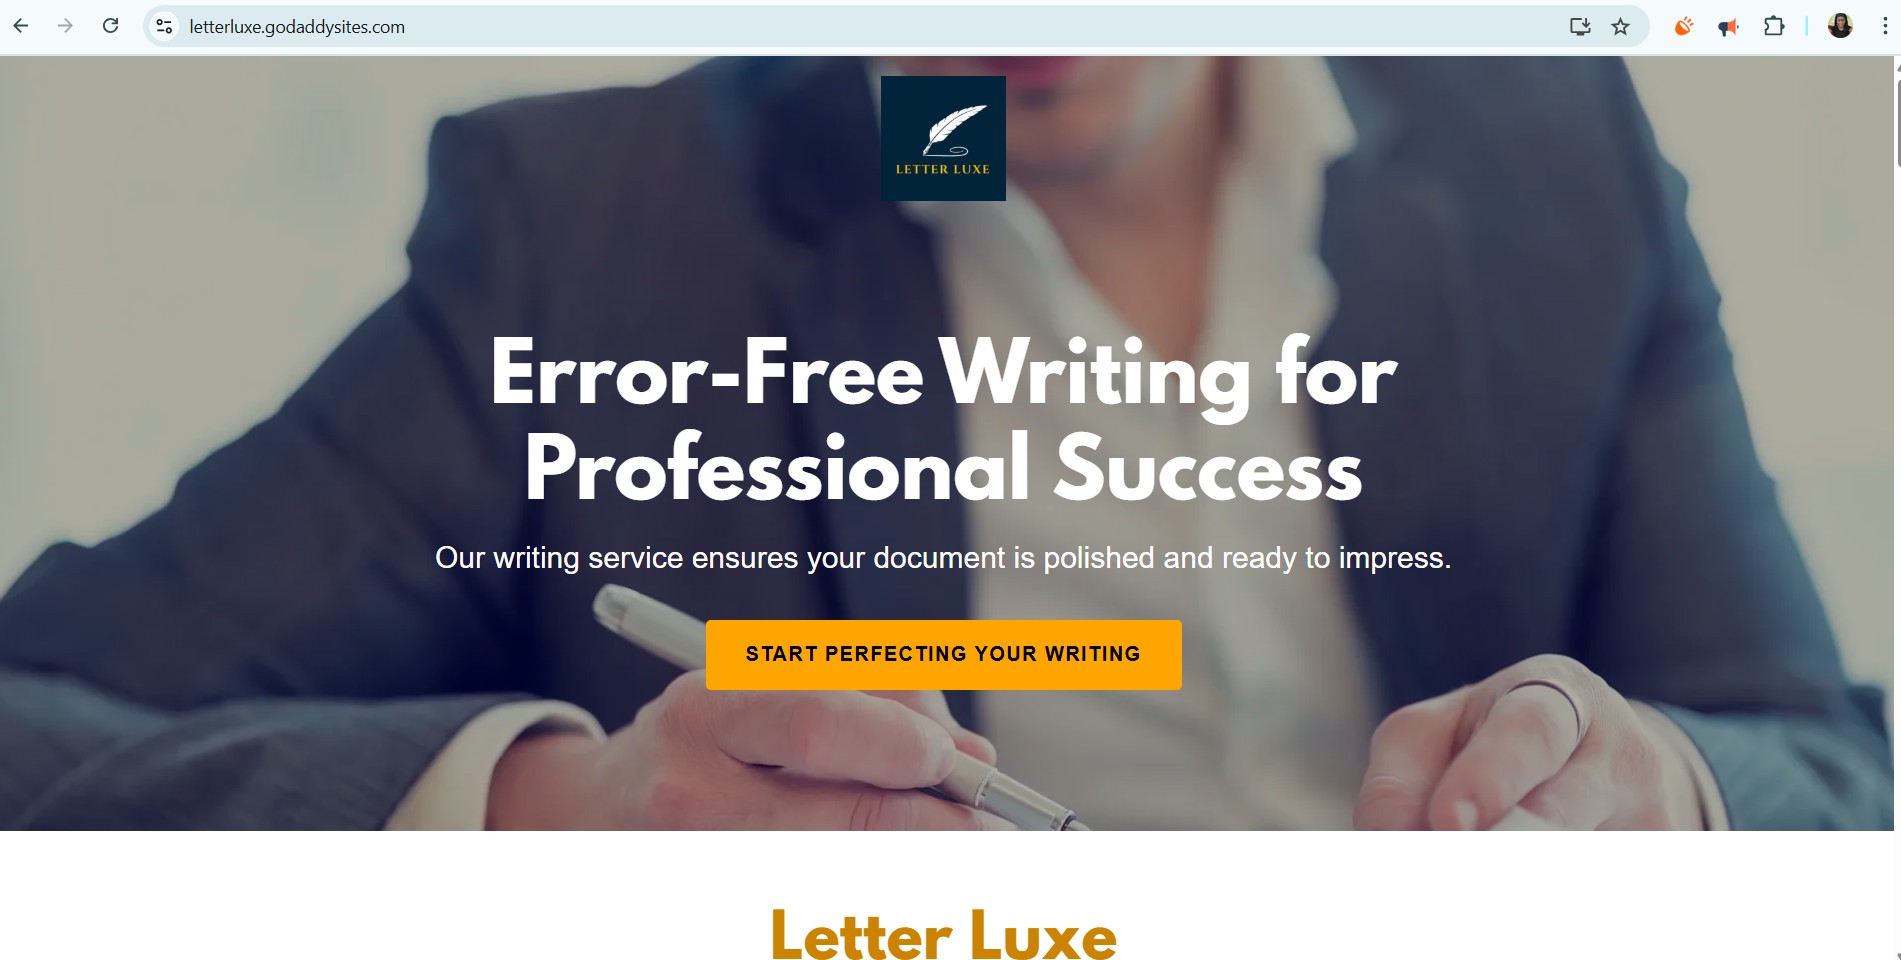 letterluxe.godaddysites.com
LETTER LUXE
Error-Free Writing for
Professional Success
Our writing service ensures your document is polished and ready to impress.
START PERFECTING YOUR WRITING
Letter Luxe